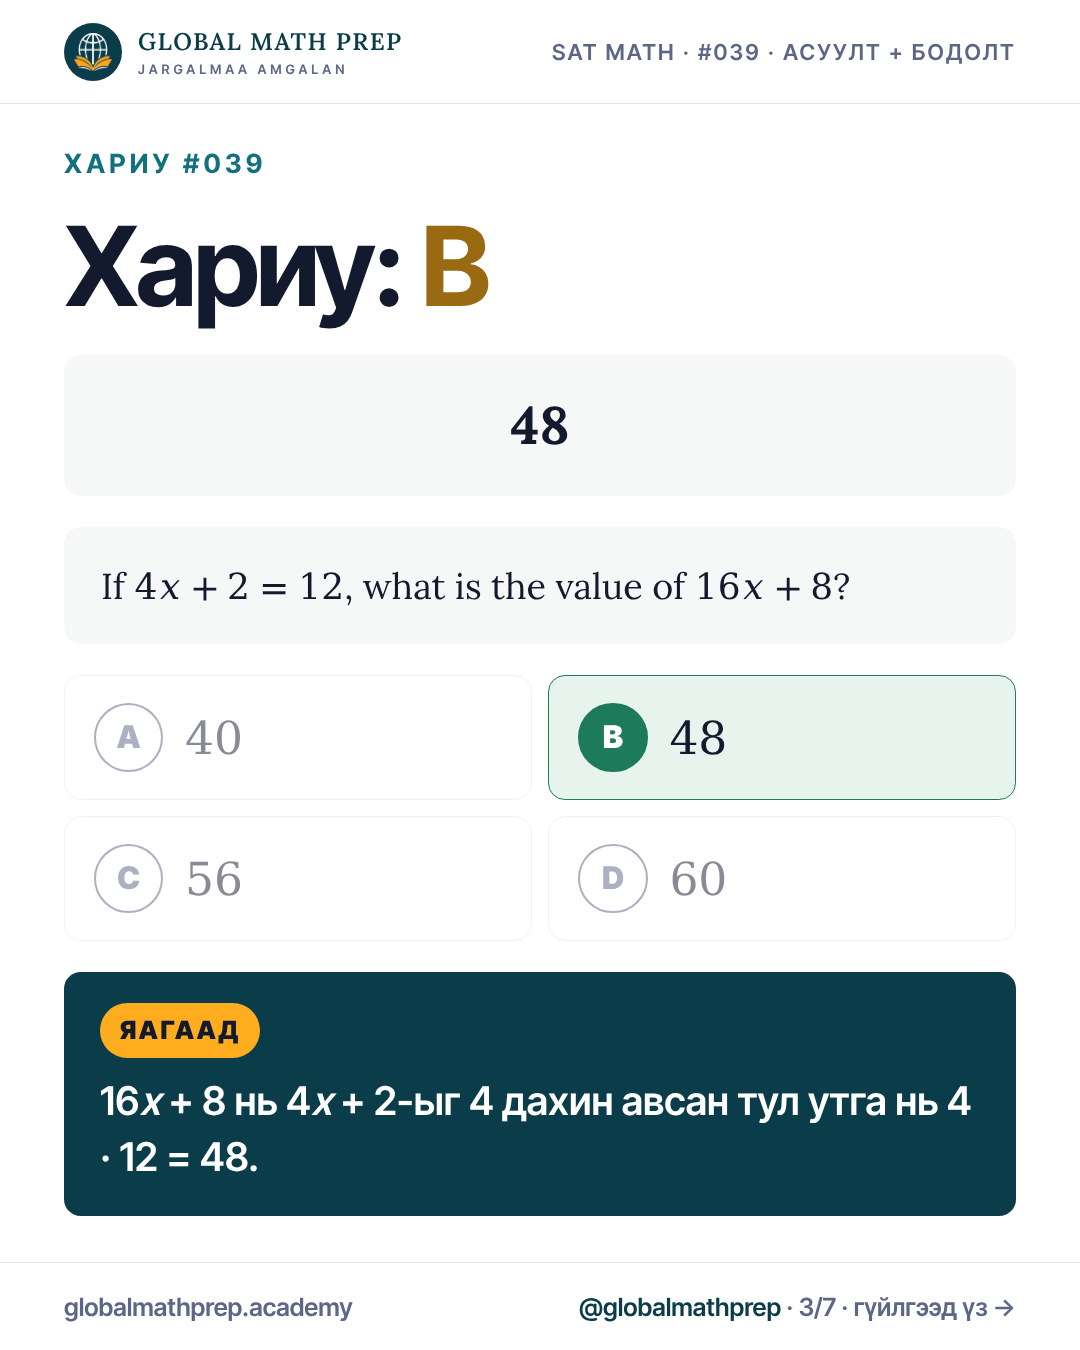 GLOBAL MATH PREP
JARGALMAA AMGALAN
SAT MATH · #039 · АСУУЛТ + БОДОЛТ
ХАРИУ #039
Хариу: B
48
If 4x + 2 = 12, what is the value of 16x + 8?
A 40
B 48
C 56
D 60
ЯАГААД
16x + 8 нь 4x + 2-ыг 4 дахин авсан тул утга нь 4
· 12 = 48.
globalmathprep.academy
@globalmathprep · 3/7 · гүйлгээд үз →